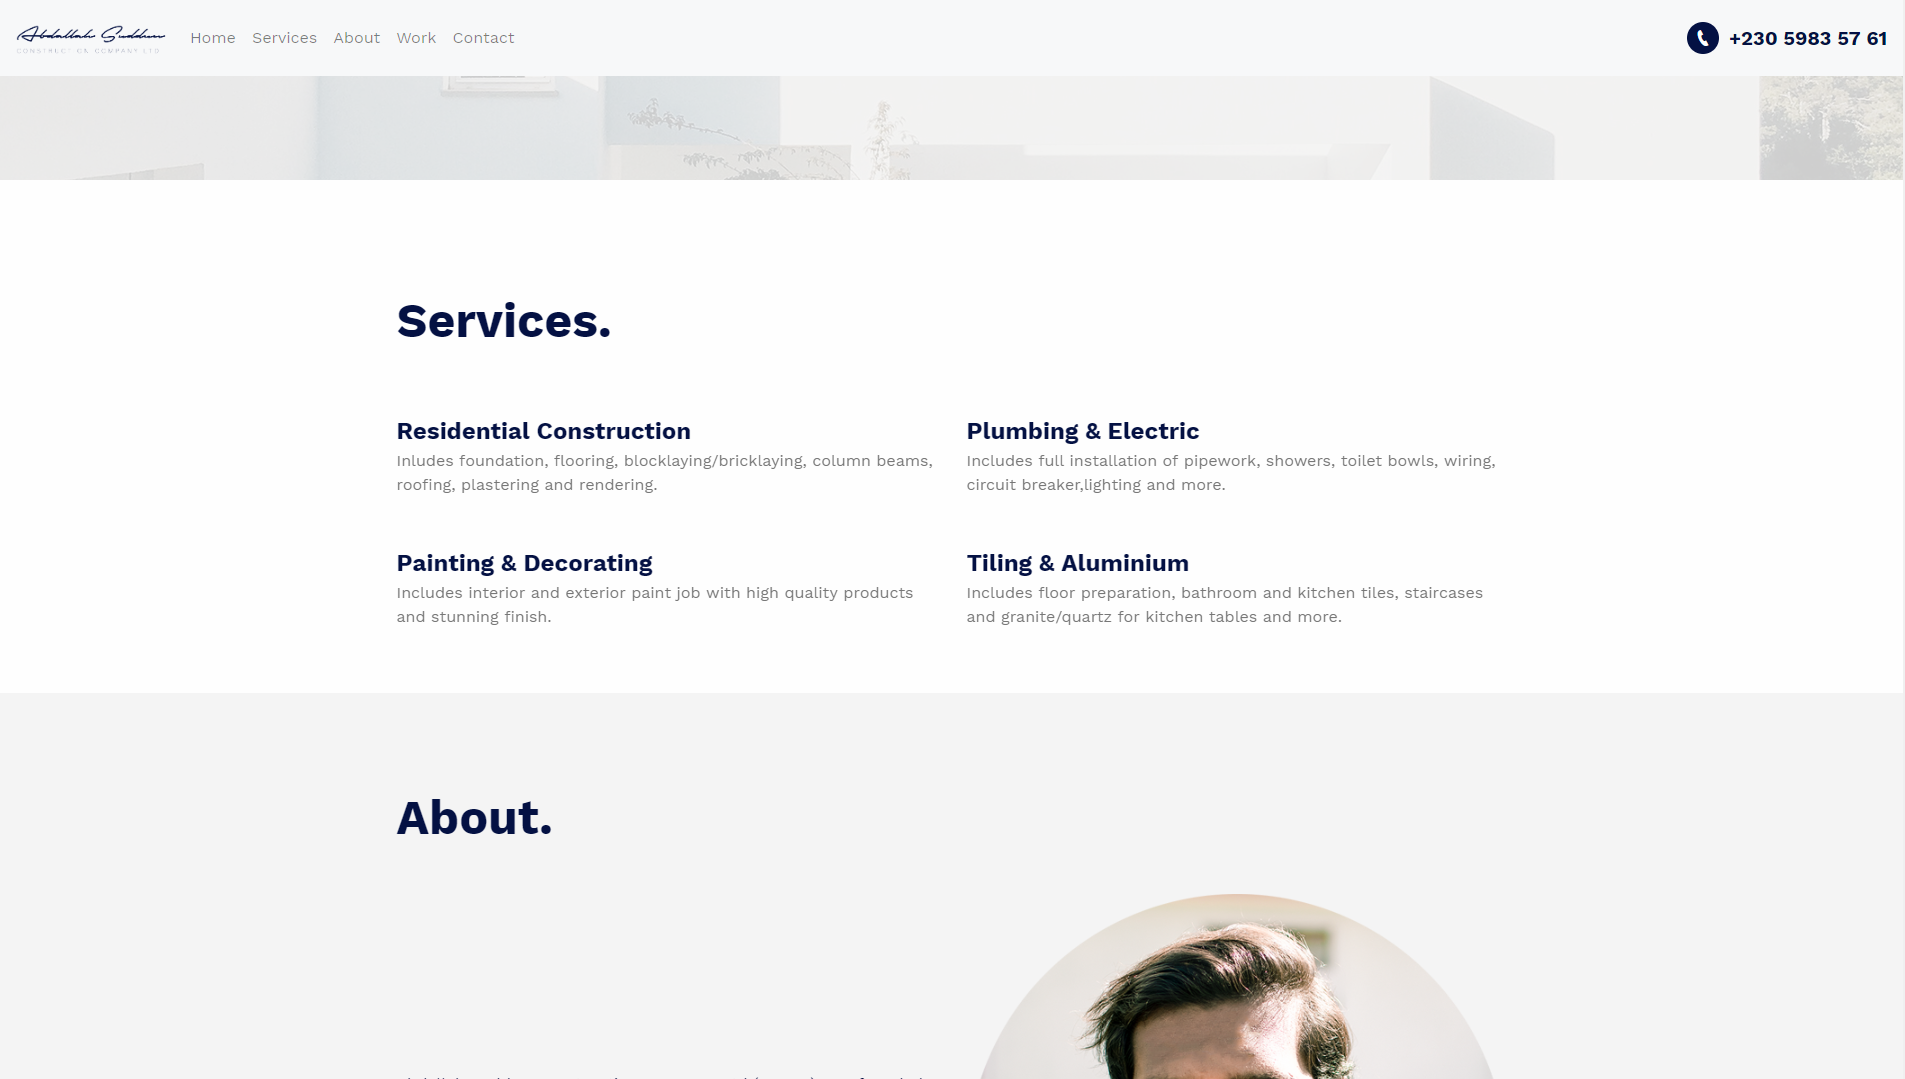 Abdallah Suddum
CONSTRUCTION COMPANY LTD
Home Services About Work Contact
+230 5983 57 61
Services.
Residential Construction
Inludes foundation, flooring, blocklaying/bricklaying, column beams,
roofing, plastering and rendering.
Plumbing & Electric
Includes full installation of pipework, showers, toilet bowls, wiring,
circuit breaker,lighting and more.
Painting & Decorating
Includes interior and exterior paint job with high quality products
and stunning finish.
Tiling & Aluminium
Includes floor preparation, bathroom and kitchen tiles, staircases
and granite/quartz for kitchen tables and more.
About.